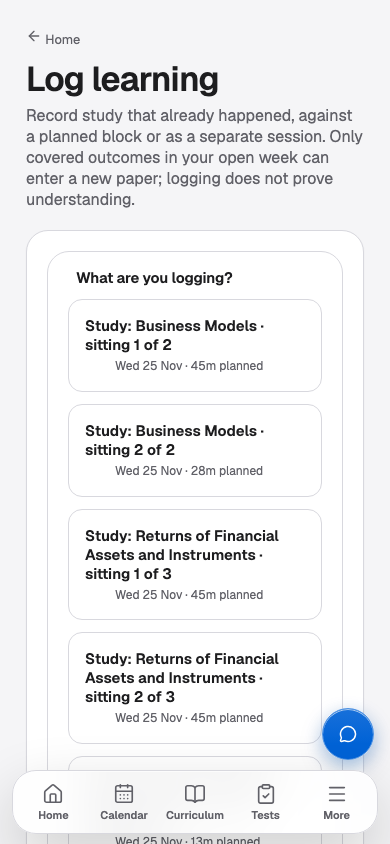 Home
Log learning
Record study that already happened, against
a planned block or as a separate session. Only
covered outcomes in your open week can
enter a new paper; logging does not prove
understanding.
What are you logging?
Study: Business Models ·
sitting 1 of 2
Wed 25 Nov · 45m planned
Study: Business Models ·
sitting 2 of 2
Wed 25 Nov · 28m planned
Study: Returns of Financial
Assets and Instruments ·
sitting 1 of 3
Wed 25 Nov · 45m planned
Study: Returns of Financial
Assets and Instruments ·
sitting 2 of 3
Wed 25 Nov · 45m planned
Home Calendar Curriculum Tests More
Wed 25 Nov · 13m planned